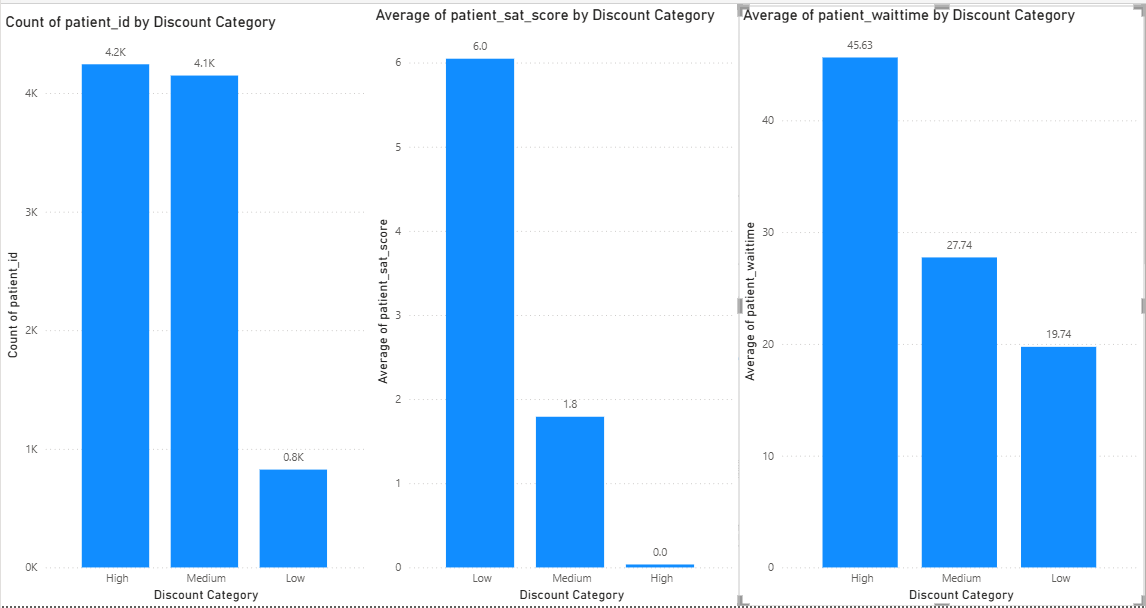 Count of patient_id by Discount Category
4.2K
4.1K
0.8K
4K
3K
2K
1K
0K
Count of patient_id
High Medium Low
Discount Category
Average of patient_sat_score by Discount Category
6.0
1.8
0.0
6
5
4
3
2
1
0
Average of patient_sat_score
Low Medium High
Discount Category
Average of patient_waittime by Discount Category
45.63
27.74
19.74
40
30
20
10
0
Average of patient_waittime
High Medium Low
Discount Category